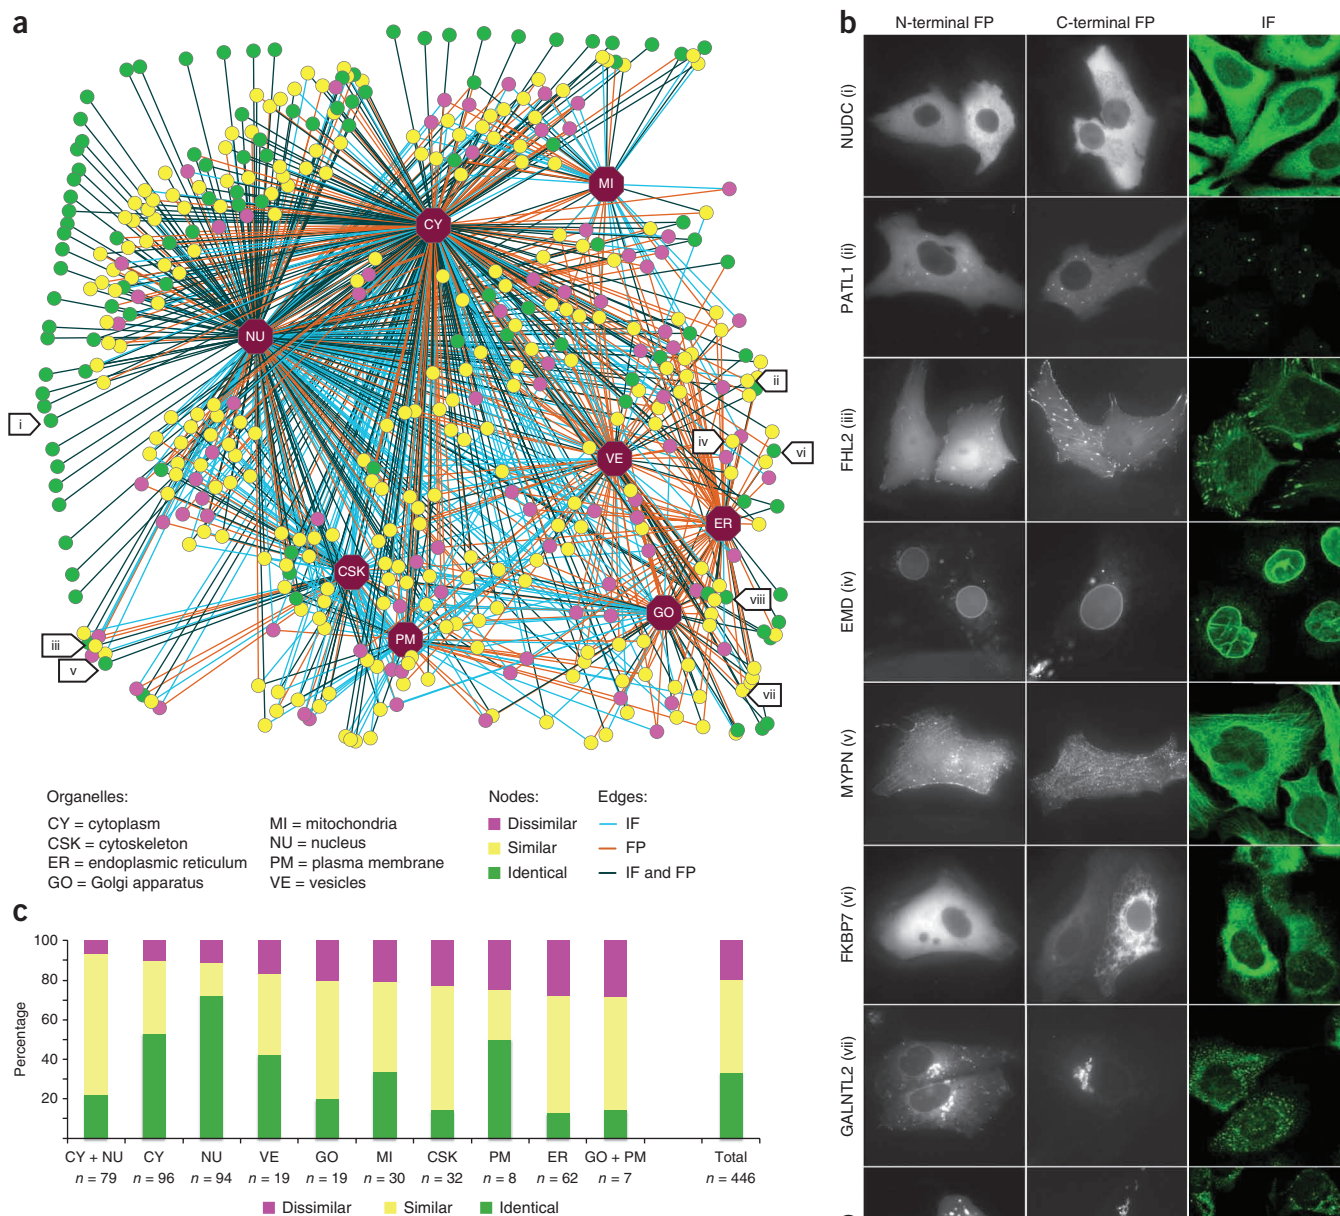 a
MI
CY
NU
i
ii
iv
vi
VE
ER
CSK
viii
GO
PM
iii
v
vii
Organelles:
CY = cytoplasm
CSK = cytoskeleton
ER = endoplasmic reticulum
GO = Golgi apparatus
MI = mitochondria
NU = nucleus
PM = plasma membrane
VE = vesicles
Nodes:
Dissimilar
Similar
Identical
Edges:
IF
FP
IF and FP
b
N-terminal FP C-terminal FP IF
NUDC (i)
PATL1 (ii)
FHL2 (iii)
EMD (iv)
MYPN (v)
FKBP7 (vi)
GALNTL2 (vii)
c
Percentage
100
80
60
40
20
CY + NU CY NU VE GO MI CSK PM ER GO + PM Total
n = 79 n = 96 n = 94 n = 19 n = 19 n = 30 n = 32 n = 8 n = 62 n = 7 n = 446
Dissimilar Similar Identical